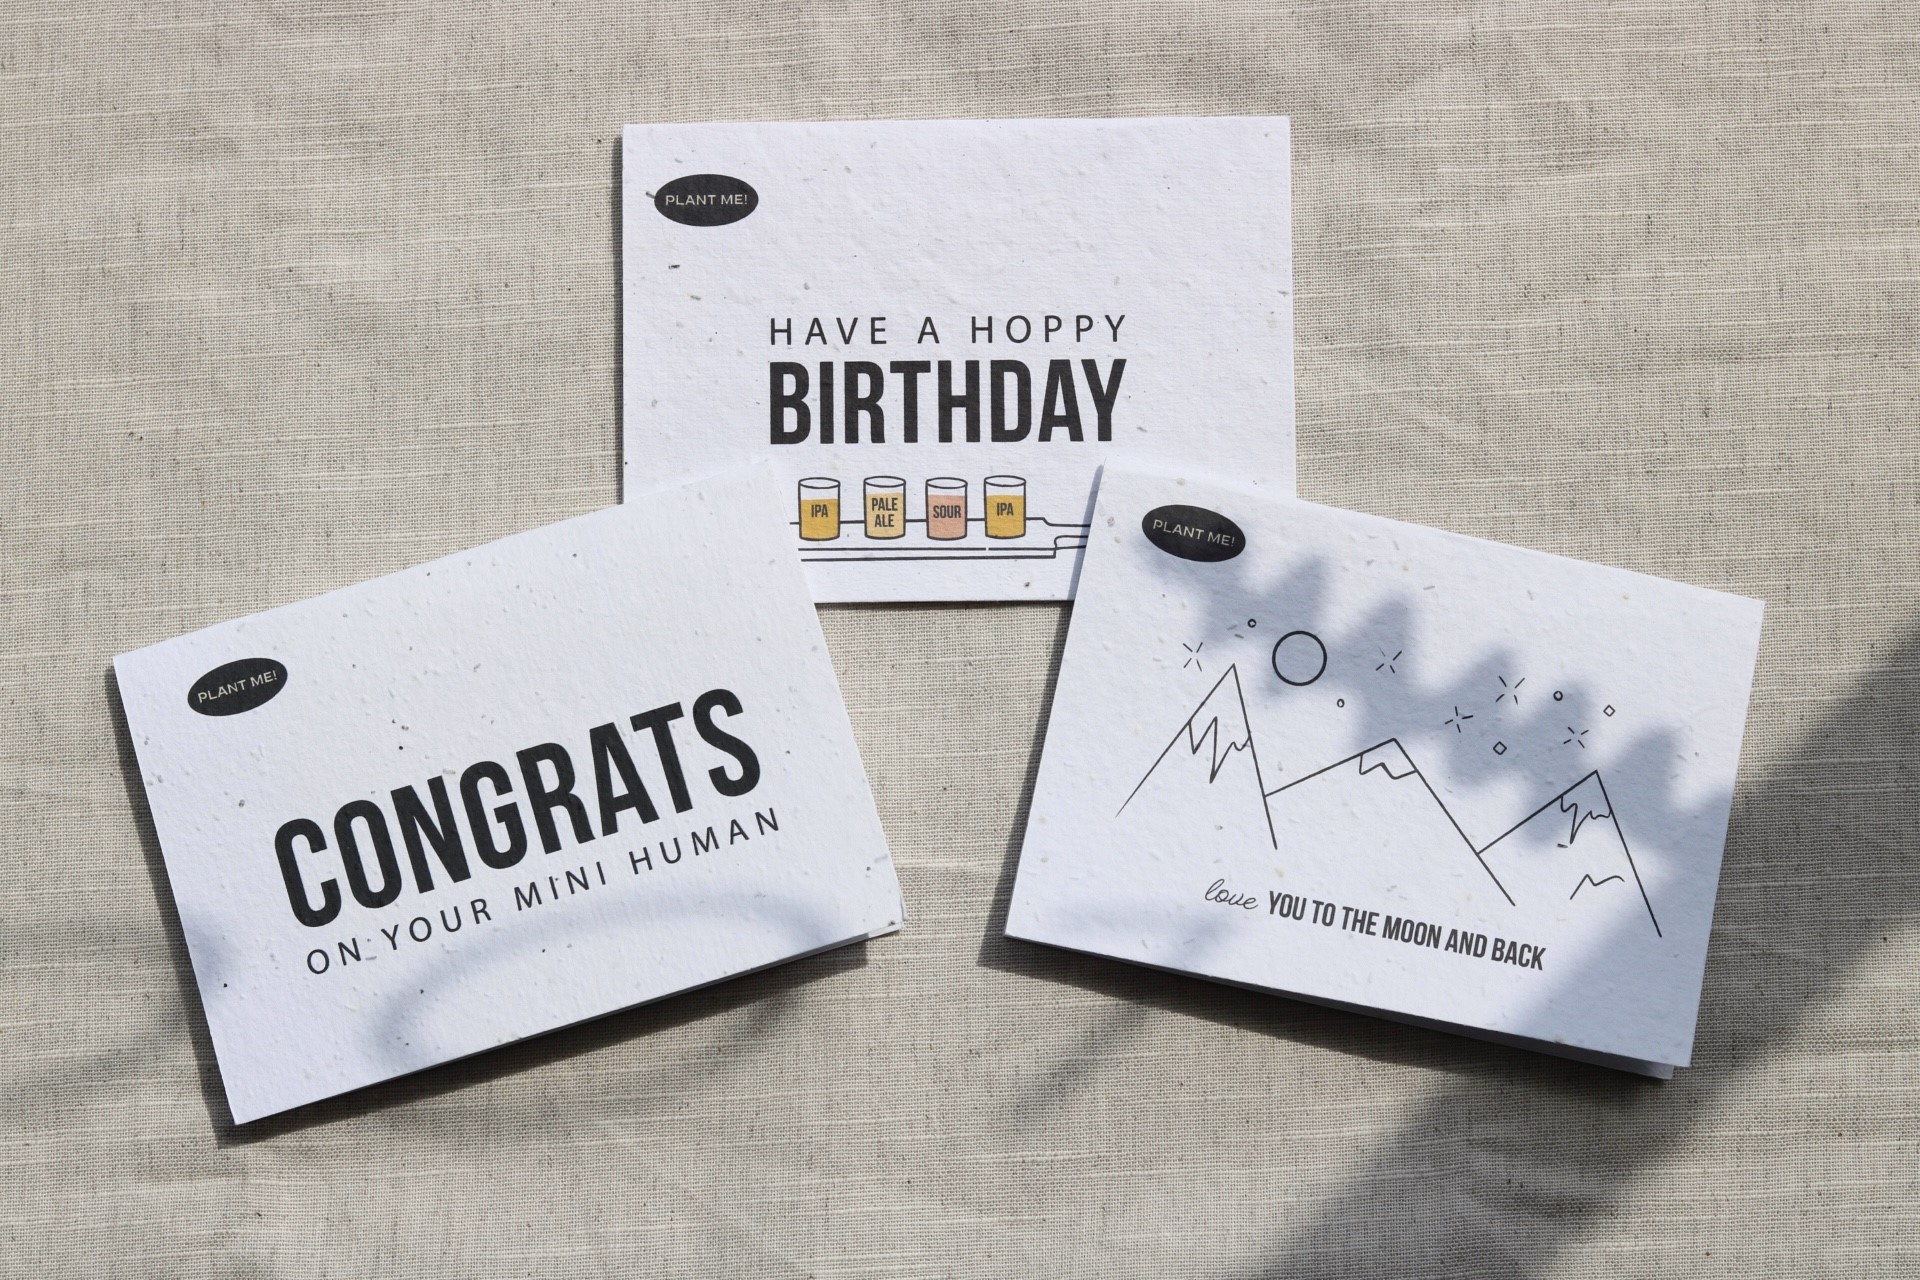 PLANT ME!
HAVE A HOPPY
BIRTHDAY
IPA
PALE
ALE
SOUR
IPA
PLANT ME!
CONGRATS
ON YOUR MINI HUMAN
PLANT ME!
love YOU TO THE MOON AND BACK